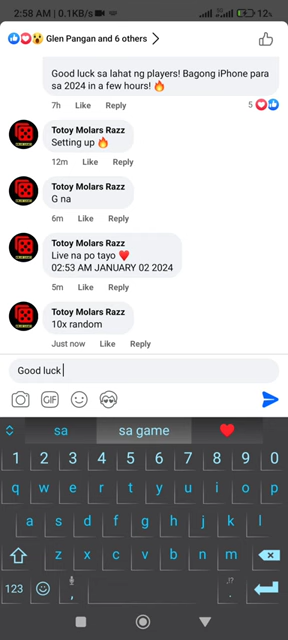 2:58 AM | 0.1KB/s
12
Glen Pangan and 6 others
Good luck sa lahat ng players! Bagong iPhone para
sa 2024 in a few hours! 🔥
7h Like Reply 5
Totoy Molars Razz
Setting up 🔥
12m Like Reply
Totoy Molars Razz
G na
6m Like Reply
Totoy Molars Razz
Live na po tayo ❤️
02:53 AM JANUARY 02 2024
5m Like Reply
Totoy Molars Razz
10x random
Just now Like Reply
Good luck
GIF
sa sa game ❤️
1 2 3 4 5 6 7 8 9 0
q w e r t y u i o p
a s d f g h j k l
z x c v b n m
123 , . ,!?